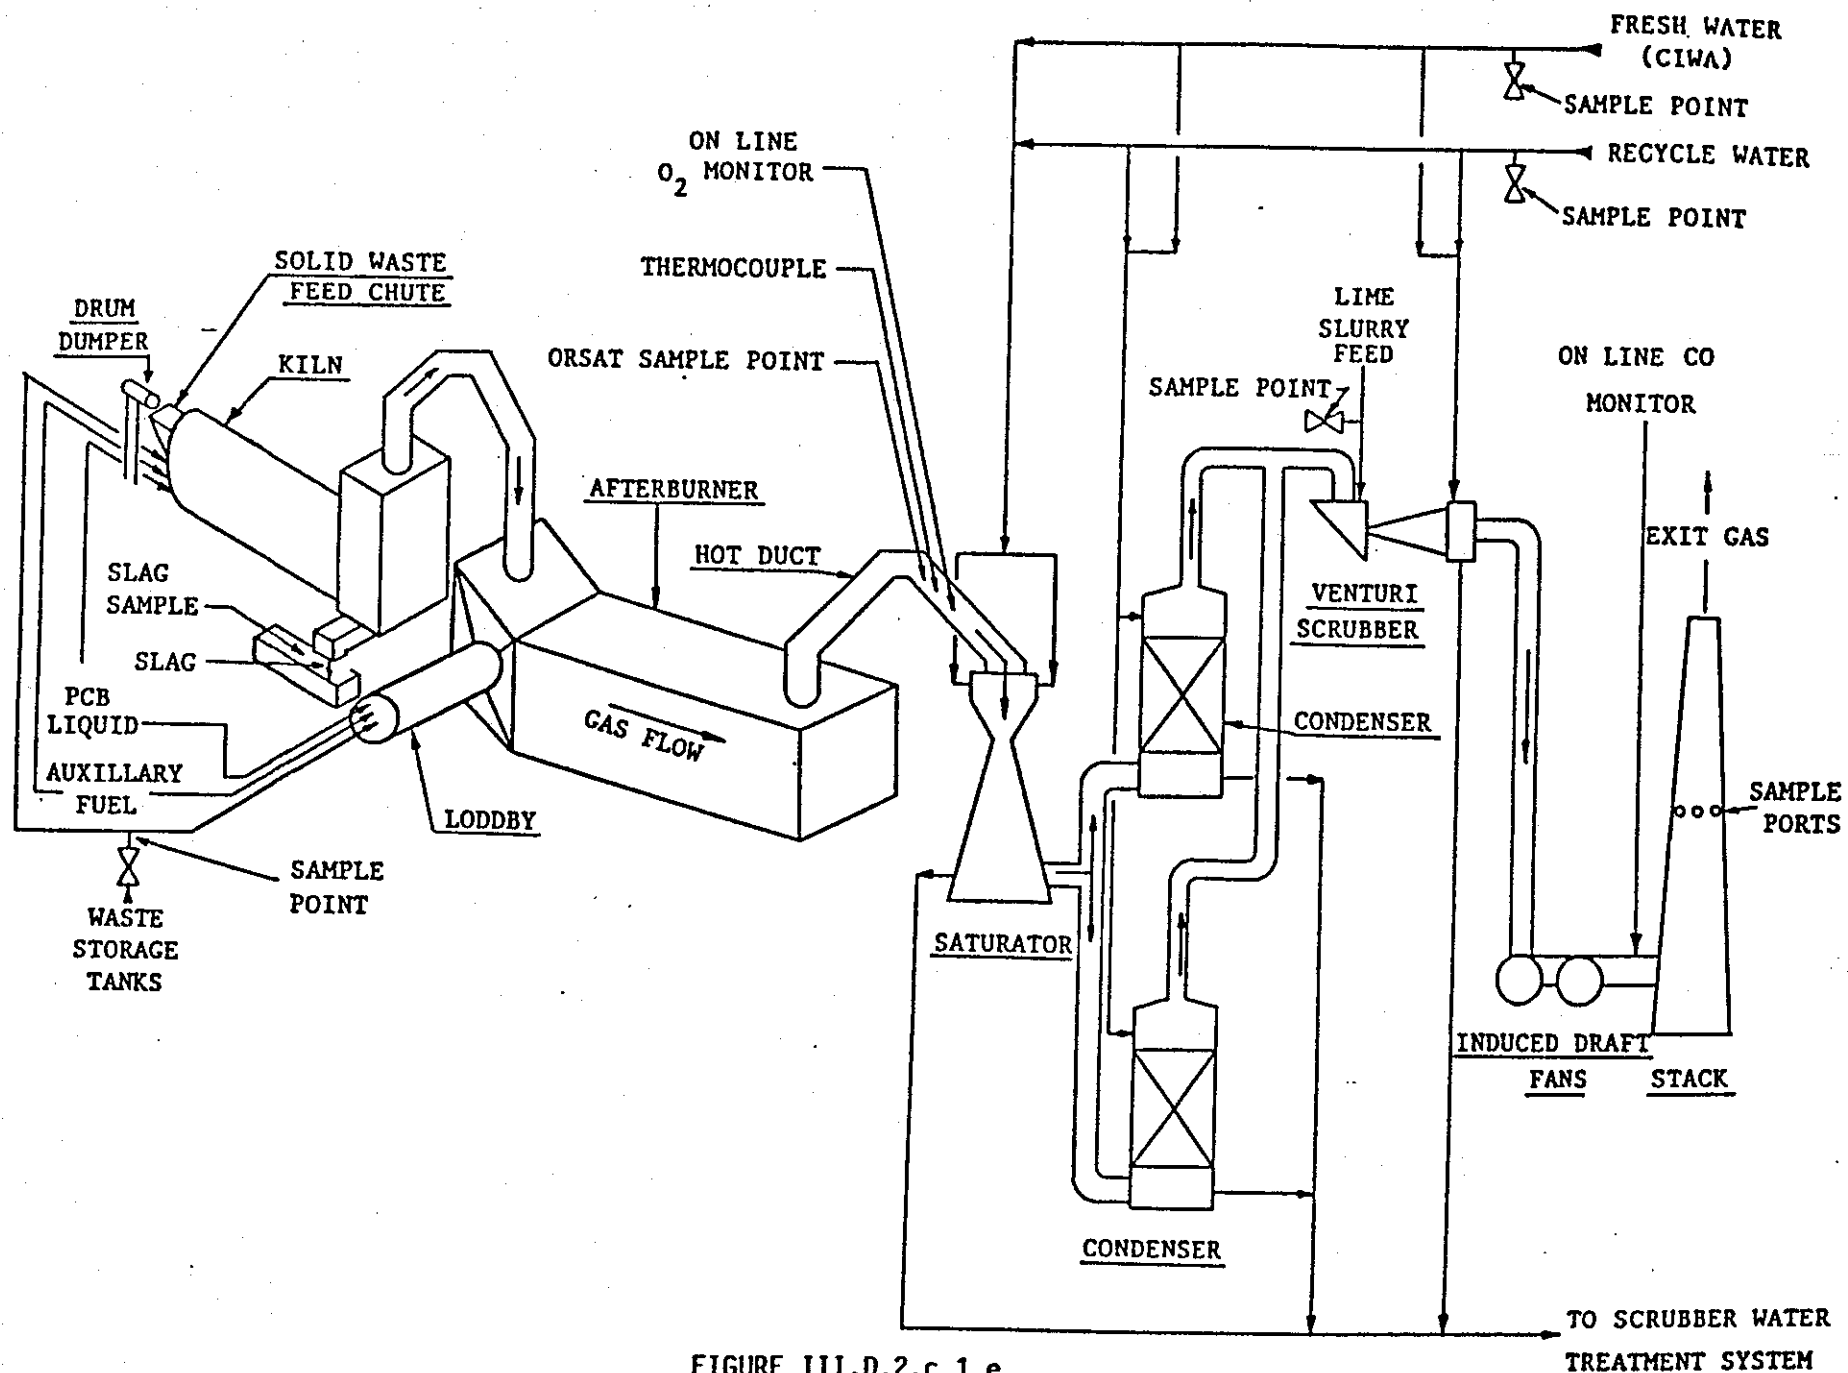 FRESH WATER
(CIWA)
SAMPLE POINT
RECYCLE WATER
SAMPLE POINT
ON LINE
O2 MONITOR
THERMOCOUPLE
ORSAT SAMPLE POINT
SOLID WASTE
FEED CHUTE
DRUM
DUMPER
KILN
LIME
SLURRY
FEED
SAMPLE POINT
ON LINE CO
MONITOR
EXIT GAS
AFTERBURNER
HOT DUCT
SLAG
SAMPLE
SLAG
VENTURI
SCRUBBER
PCB
LIQUID
GAS FLOW
CONDENSER
AUXILLARY
FUEL
LODDBY
SAMPLE
PORTS
SAMPLE
POINT
WASTE
STORAGE
TANKS
SATURATOR
INDUCED DRAFT
FANS
STACK
CONDENSER
TO SCRUBBER WATER
TREATMENT SYSTEM
FIGURE III.D.2.c.1.e